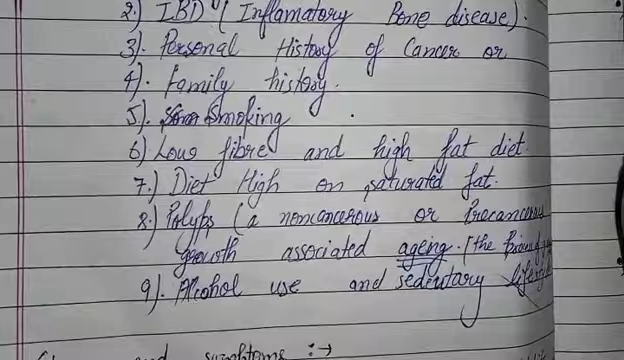 2.) IBD (Inflamatory Bone disease).
3). Personal History of Cancer or
4). Family history.
5). Smoking
6) Low fibre and high fat diet
7.) Diet High on saturated fat.
8.) Polyps (a noncancerous or Precancerous
growth associated ageing. (the
9). Alcohol use and sedentary lifestyle
and symptoms :→